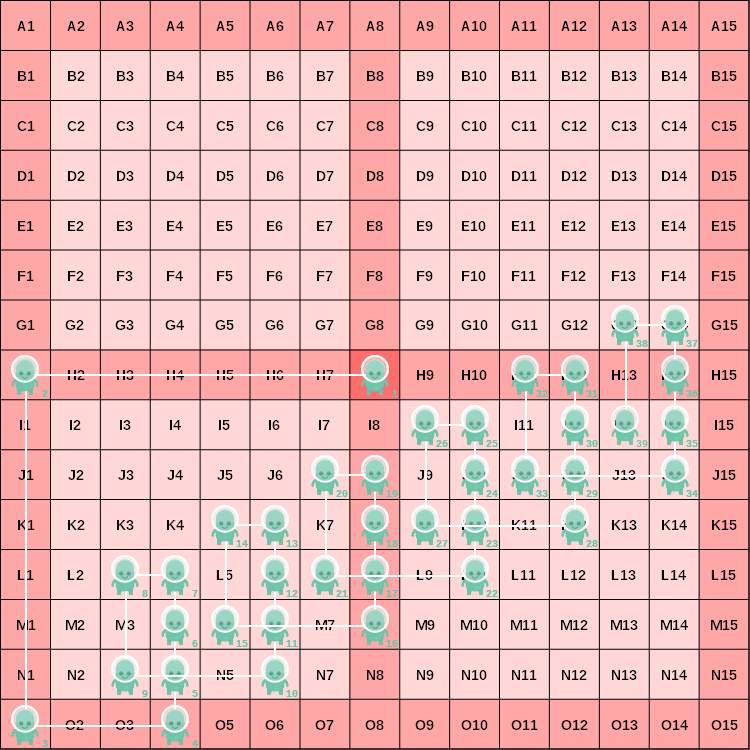 A1 A2 A3 A4 A5 A6 A7 A8 A9 A10 A11 A12 A13 A14 A15
B1 B2 B3 B4 B5 B6 B7 B8 B9 B10 B11 B12 B13 B14 B15
C1 C2 C3 C4 C5 C6 C7 C8 C9 C10 C11 C12 C13 C14 C15
D1 D2 D3 D4 D5 D6 D7 D8 D9 D10 D11 D12 D13 D14 D15
E1 E2 E3 E4 E5 E6 E7 E8 E9 E10 E11 E12 E13 E14 E15
F1 F2 F3 F4 F5 F6 F7 F8 F9 F10 F11 F12 F13 F14 F15
G1 G2 G3 G4 G5 G6 G7 G8 G9 G10 G11 G12 G15
38 37
H2 H3 H4 H5 H6 H7 H9 H10 H13 H15
2 1 32 31 36
I1 I2 I3 I4 I5 I6 I7 I8 I11 I15
26 25 30 39 35
J1 J2 J3 J4 J5 J6 J9 J13 J15
20 19 24 33 29 34
K1 K2 K3 K4 K7 K11 K13 K14 K15
14 13 18 27 23 28
L1 L2 L5 L9 L11 L12 L13 L14 L15
8 7 12 21 17 22
M1 M2 M3 M7 M9 M10 M11 M12 M13 M14 M15
6 15 11 16
N1 N2 N5 N7 N8 N9 N10 N11 N12 N13 N14 N15
9 5 10
O2 O3 O5 O6 O7 O8 O9 O10 O11 O12 O13 O14 O15
3 4